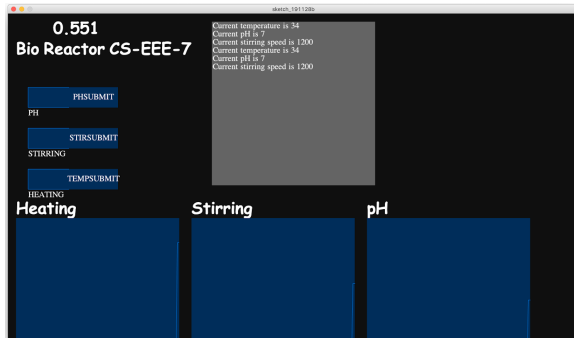 sketch_191128b
0.551
Bio Reactor CS-EEE-7
Current temperature is 34
Current pH is 7
Current stirring speed is 1200
Current temperature is 34
Current pH is 7
Current stirring speed is 1200
PHSUBMIT
PH
STIRSUBMIT
STIRRING
TEMPSUBMIT
HEATING
Heating
Stirring
pH